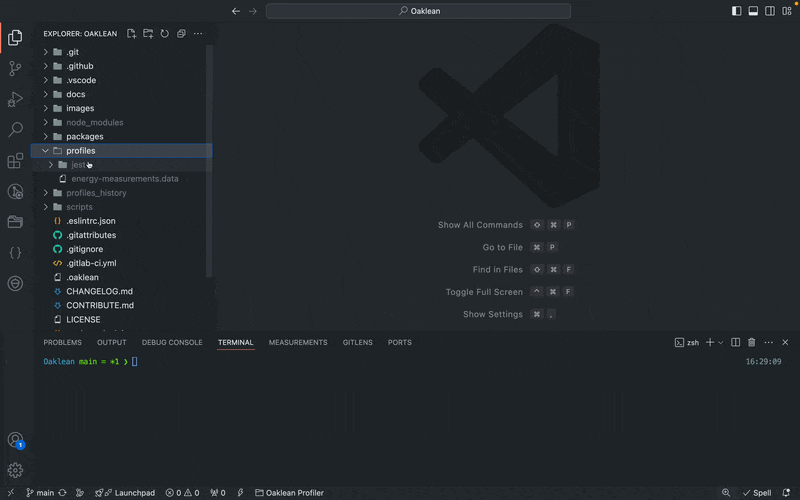 Oaklean
EXPLORER: OAKLEAN
.git
.github
.vscode
docs
images
node_modules
packages
profiles
jest
energy-measurements.data
profiles_history
scripts
{} .eslintrc.json
.gitattributes
.gitignore
.gitlab-ci.yml
.oaklean
CHANGELOG.md
CONTRIBUTE.md
LICENSE
Show All Commands ⇧ ⌘ P
Go to File ⌘ P
Find in Files ⇧ ⌘ F
Toggle Full Screen ^ ⌘ F
Show Settings ⌘ ,
PROBLEMS OUTPUT DEBUG CONSOLE TERMINAL MEASUREMENTS GITLENS PORTS
zsh
Oaklean main = *1 ❯ 16:29:09
1
main Launchpad 0 0 0 Oaklean Profiler Spell